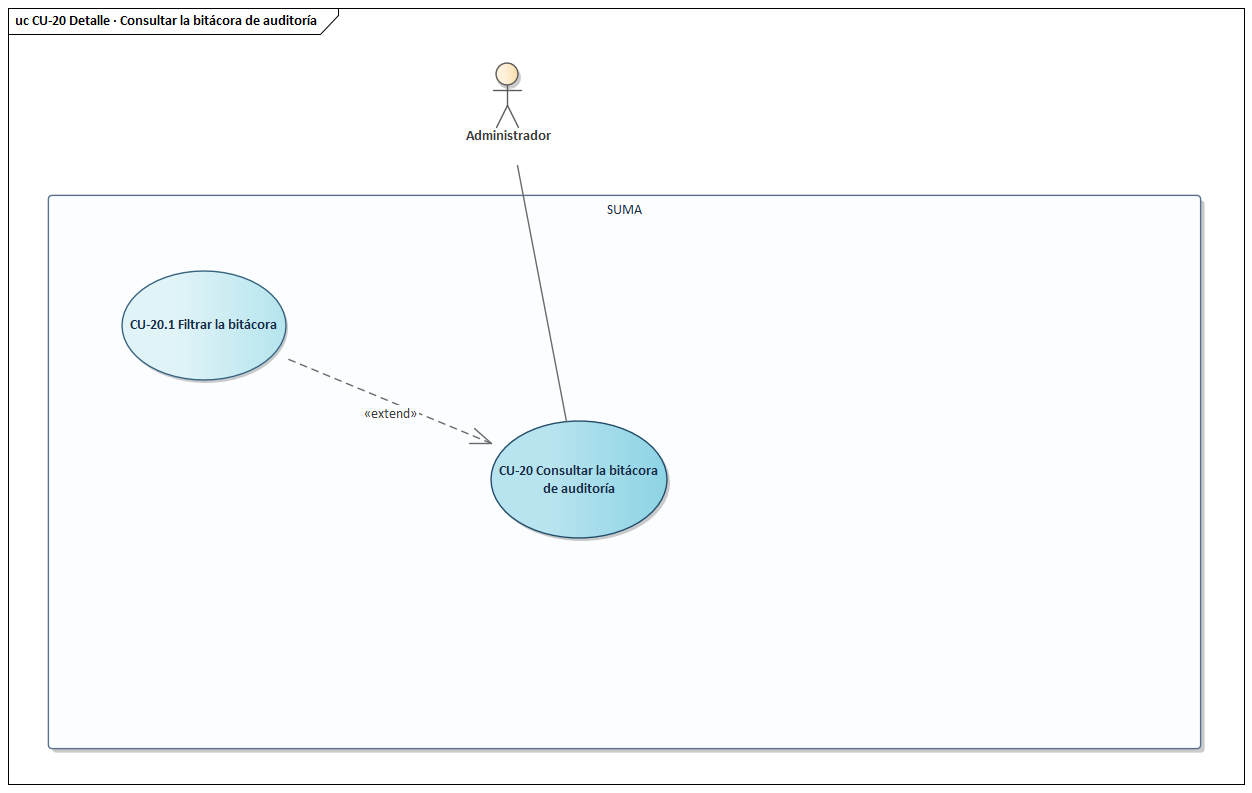 uc CU-20 Detalle · Consultar la bitácora de auditoría
Administrador
SUMA
CU-20.1 Filtrar la bitácora
«extend»
CU-20 Consultar la bitácora
de auditoría